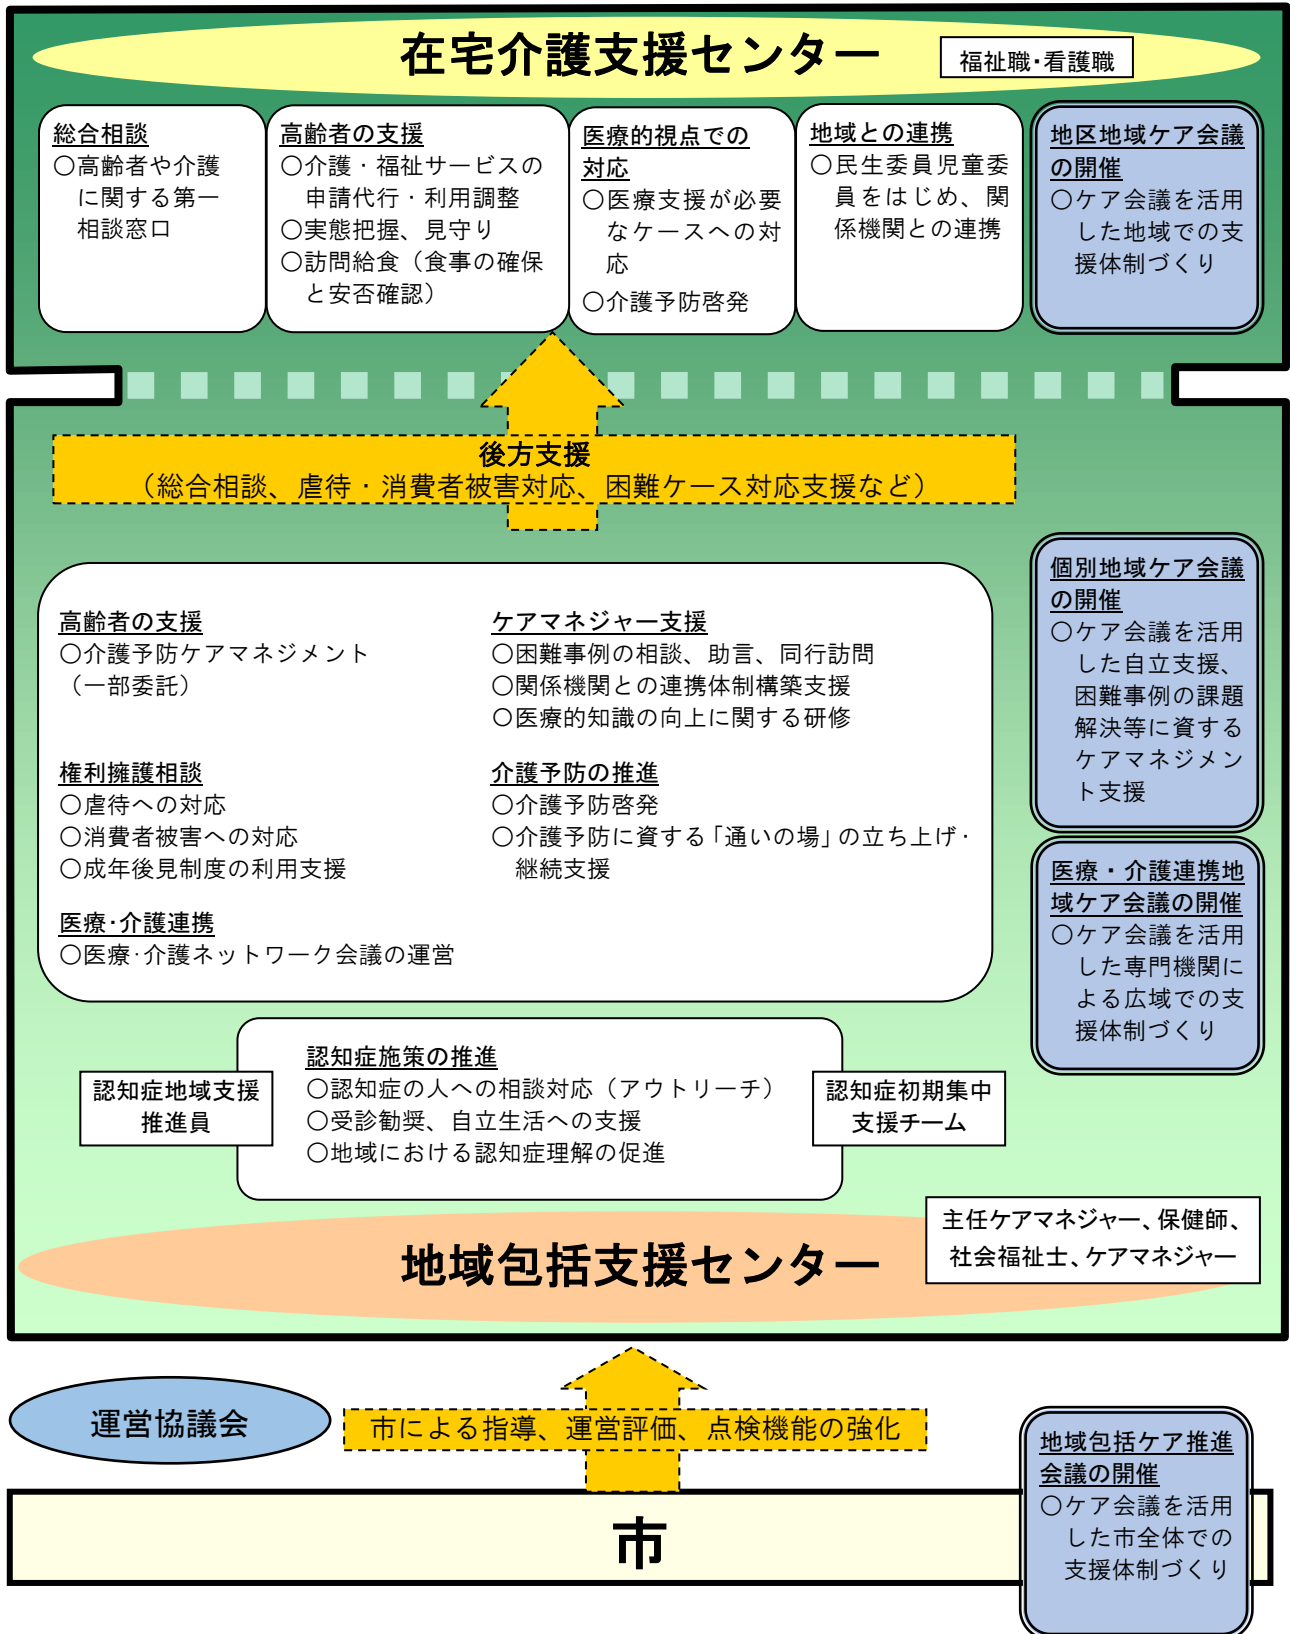 在宅介護支援センター
福祉職・看護職
総合相談
○高齢者や介護
に関する第一
相談窓口
高齢者の支援
○介護・福祉サービスの
申請代行・利用調整
○実態把握、見守り
○訪問給食（食事の確保
と安否確認）
医療的視点での
対応
○医療支援が必要
なケースへの対
応
○介護予防啓発
地域との連携
○民生委員児童委
員をはじめ、関
係機関との連携
地区地域ケア会議
の開催
○ケア会議を活用
した地域での支
援体制づくり
後方支援
（総合相談、虐待・消費者被害対応、困難ケース対応支援など）
高齢者の支援
○介護予防ケアマネジメント
（一部委託）
権利擁護相談
○虐待への対応
○消費者被害への対応
○成年後見制度の利用支援
医療・介護連携
○医療・介護ネットワーク会議の運営
ケアマネジャー支援
○困難事例の相談、助言、同行訪問
○関係機関との連携体制構築支援
○医療的知識の向上に関する研修
介護予防の推進
○介護予防啓発
○介護予防に資する「通いの場」の立ち上げ・
継続支援
個別地域ケア会議
の開催
○ケア会議を活用
した自立支援、
困難事例の課題
解決等に資する
ケアマネジメン
ト支援
医療・介護連携地
域ケア会議の開催
○ケア会議を活用
した専門機関に
よる広域での支
援体制づくり
認知症地域支援
推進員
認知症施策の推進
○認知症の人への相談対応（アウトリーチ）
○受診勧奨、自立生活への支援
○地域における認知症理解の促進
認知症初期集中
支援チーム
地域包括支援センター
主任ケアマネジャー、保健師、
社会福祉士、ケアマネジャー
運営協議会
市による指導、運営評価、点検機能の強化
市
地域包括ケア推進
会議の開催
○ケア会議を活用
した市全体での
支援体制づくり